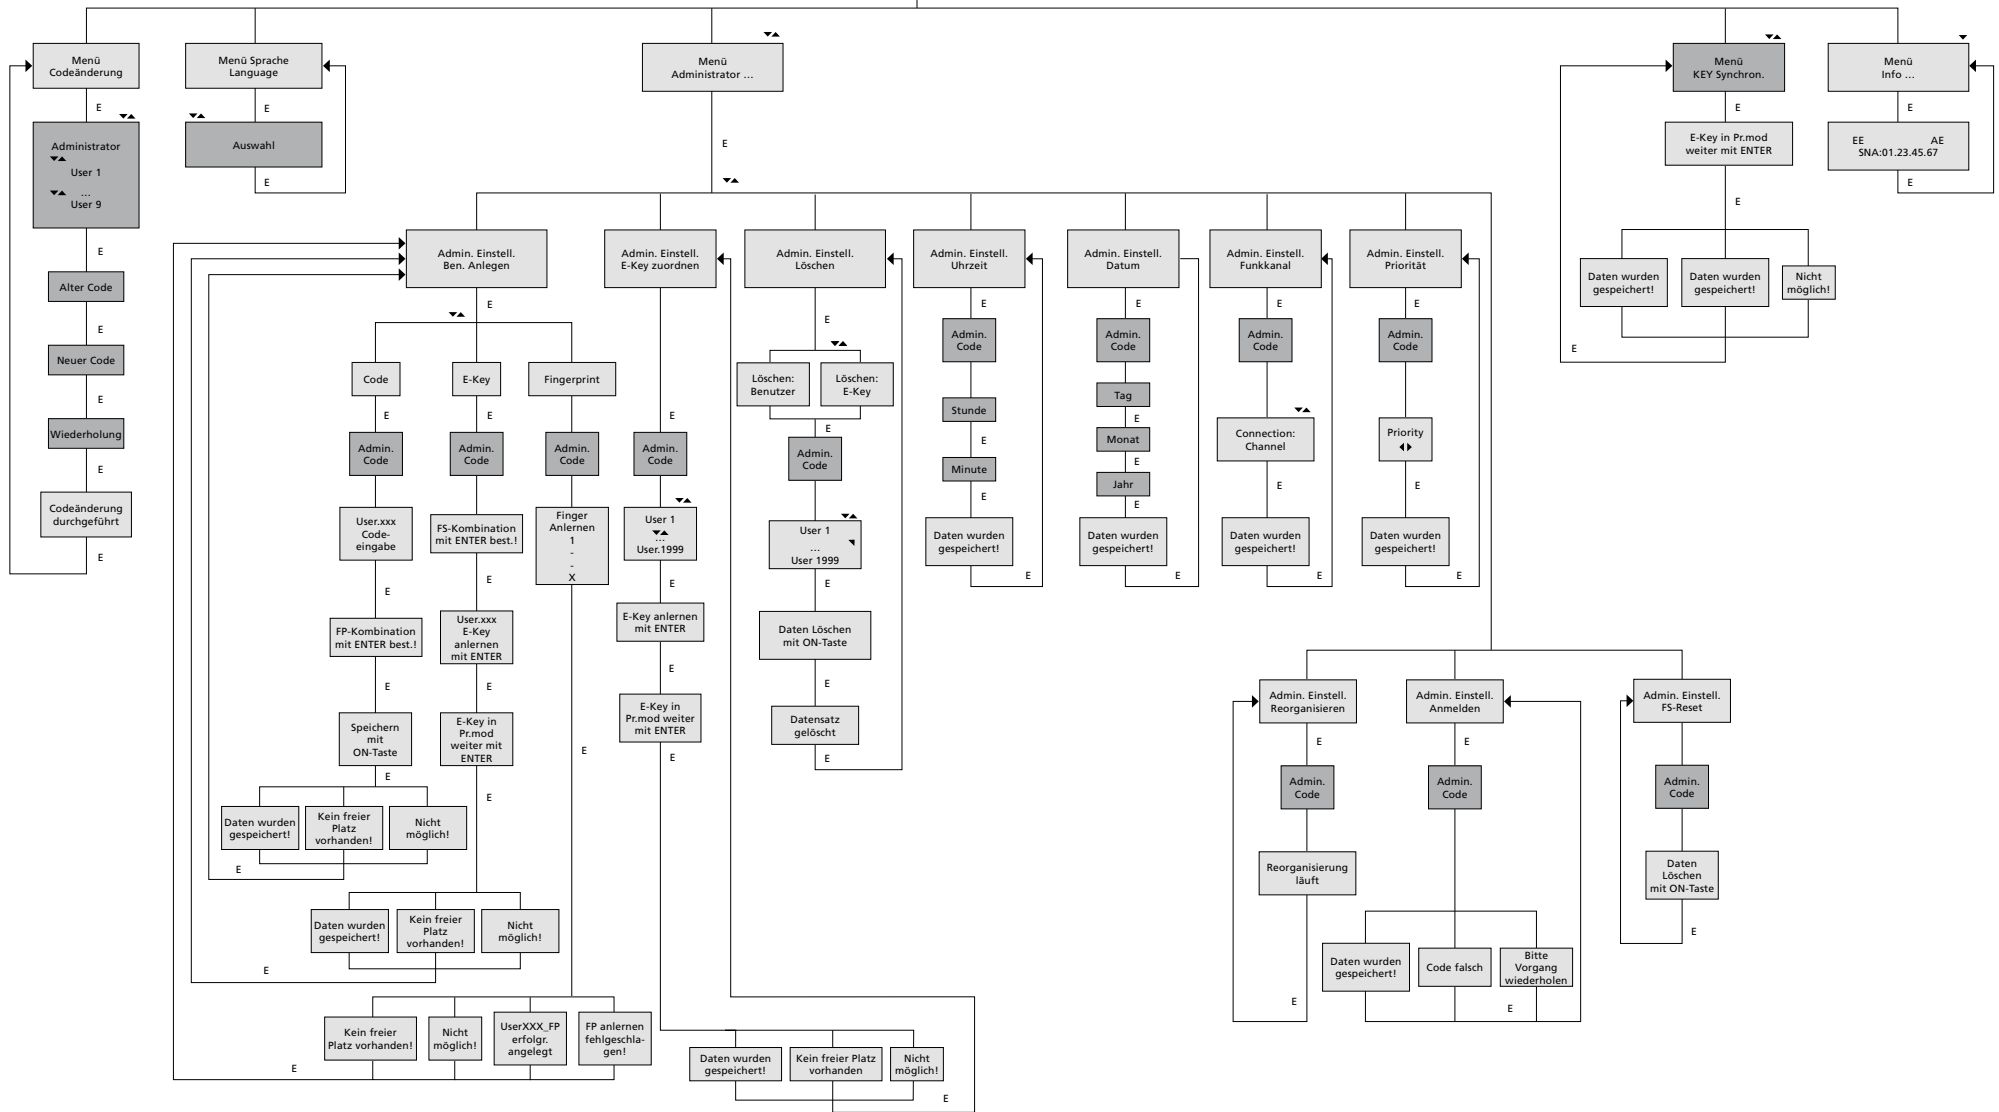 Menü
Codeänderung
E
Administrator
User 1
...
User 9
E
Alter Code
E
Neuer Code
E
Wiederholung
E
Codeänderung
durchgeführt
E
Menü Sprache
Language
E
Auswahl
E
Menü
Administrator ...
E
Admin. Einstell.
Ben. Anlegen
E
Code
E
Admin.
Code
User.xxx
Code-
eingabe
E
FP-Kombination
mit ENTER best.!
E
Speichern
mit
ON-Taste
E
Daten wurden
gespeichert!
Kein freier
Platz
vorhanden!
Nicht
möglich!
E
E-Key
E
Admin.
Code
FS-Kombination
mit ENTER best.!
E
User.xxx
E-Key
anlernen
mit ENTER
E
E-Key in
Pr.mod
weiter mit
ENTER
E
Daten wurden
gespeichert!
Kein freier
Platz
vorhanden!
Nicht
möglich!
E
Fingerprint
E
Admin.
Code
Finger
Anlernen
1
-
-
X
E
Kein freier
Platz vorhanden!
Nicht
möglich!
UserXXX_FP
erfolgr.
angelegt
FP anlernen
fehlgeschla-
gen!
E
Admin. Einstell.
E-Key zuordnen
E
Admin.
Code
User 1
...
User.1999
E
E-Key anlernen
mit ENTER
E
E-Key in
Pr.mod weiter
mit ENTER
E
Daten wurden
gespeichert!
Kein freier Platz
vorhanden
Nicht
möglich!
E
Admin. Einstell.
Löschen
E
Löschen:
Benutzer
Löschen:
E-Key
E
Admin.
Code
User 1
...
User 1999
E
Daten Löschen
mit ON-Taste
E
Datensatz
gelöscht
E
Admin. Einstell.
Uhrzeit
E
Admin.
Code
Stunde
E
Minute
E
Daten wurden
gespeichert!
E
Admin. Einstell.
Datum
E
Admin.
Code
Tag
E
Monat
E
Jahr
E
Daten wurden
gespeichert!
E
Admin. Einstell.
Funkkanal
E
Admin.
Code
Connection:
Channel
E
Daten wurden
gespeichert!
E
Admin. Einstell.
Priorität
E
Admin.
Code
Priority
E
Daten wurden
gespeichert!
E
Admin. Einstell.
Reorganisieren
E
Admin.
Code
Reorganisierung
läuft
E
Admin. Einstell.
Anmelden
E
Admin.
Code
Daten wurden
gespeichert!
Code falsch
Bitte
Vorgang
wiederholen
E
Admin. Einstell.
FS-Reset
Admin.
Code
Daten
Löschen
mit ON-Taste
E
Menü
KEY Synchron.
E
E-Key in Pr.mod
weiter mit ENTER
E
Daten wurden
gespeichert!
Daten wurden
gespeichert!
Nicht
möglich!
E
Menü
Info ...
E
EE AE
SNA:01.23.45.67
E